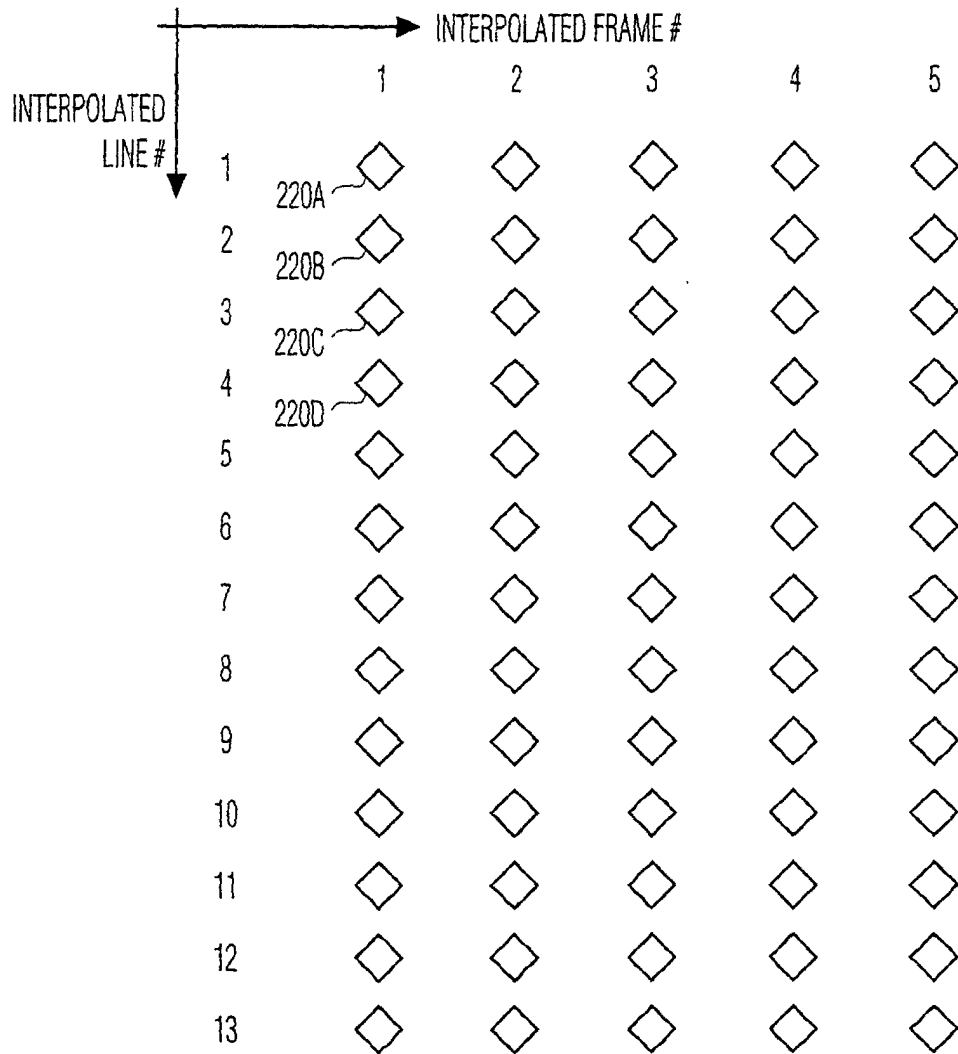 INTERPOLATED FRAME #
1 2 3 4 5
INTERPOLATED
LINE #
1
220A
2
220B
3
220C
4
220D
5
6
7
8
9
10
11
12
13